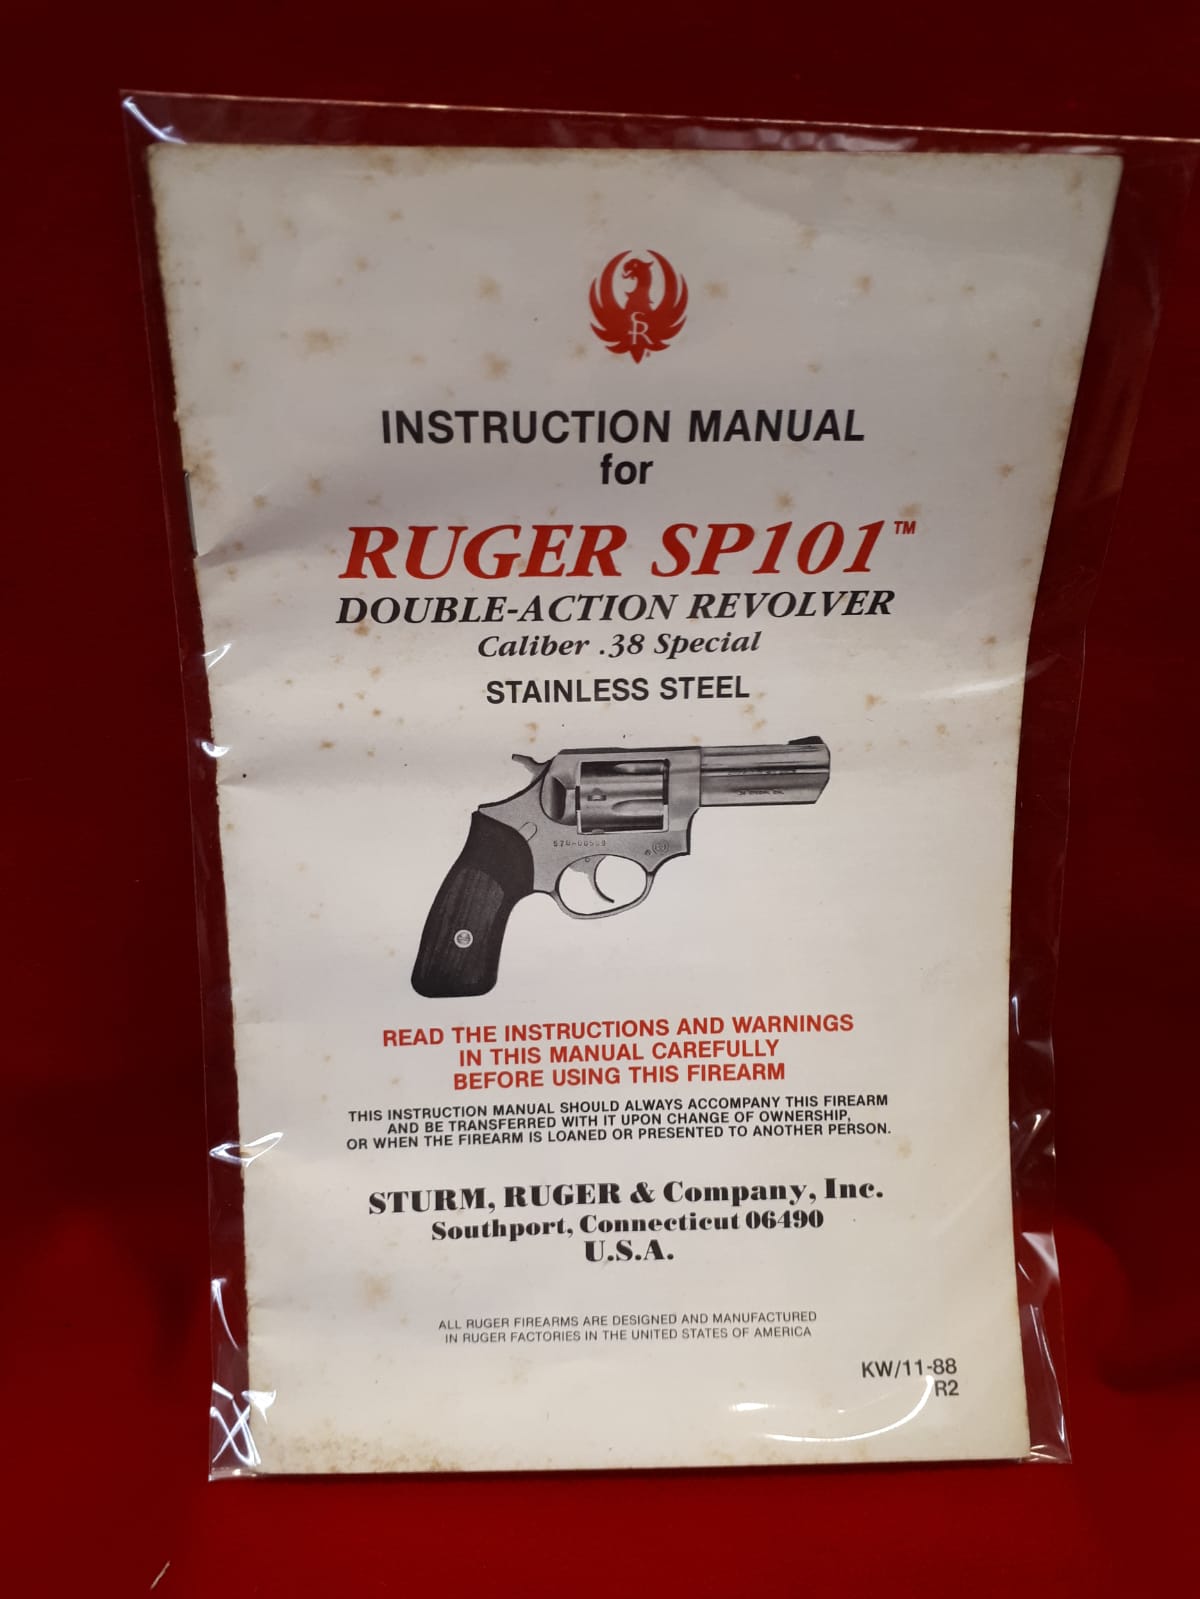 SR
INSTRUCTION MANUAL
for
RUGER SP101™
DOUBLE-ACTION REVOLVER
Caliber .38 Special
STAINLESS STEEL
READ THE INSTRUCTIONS AND WARNINGS
IN THIS MANUAL CAREFULLY
BEFORE USING THIS FIREARM
THIS INSTRUCTION MANUAL SHOULD ALWAYS ACCOMPANY THIS FIREARM
AND BE TRANSFERRED WITH IT UPON CHANGE OF OWNERSHIP,
OR WHEN THE FIREARM IS LOANED OR PRESENTED TO ANOTHER PERSON.
STURM, RUGER & Company, Inc.
Southport, Connecticut 06490
U.S.A.
ALL RUGER FIREARMS ARE DESIGNED AND MANUFACTURED
IN RUGER FACTORIES IN THE UNITED STATES OF AMERICA
KW/11-88
R2